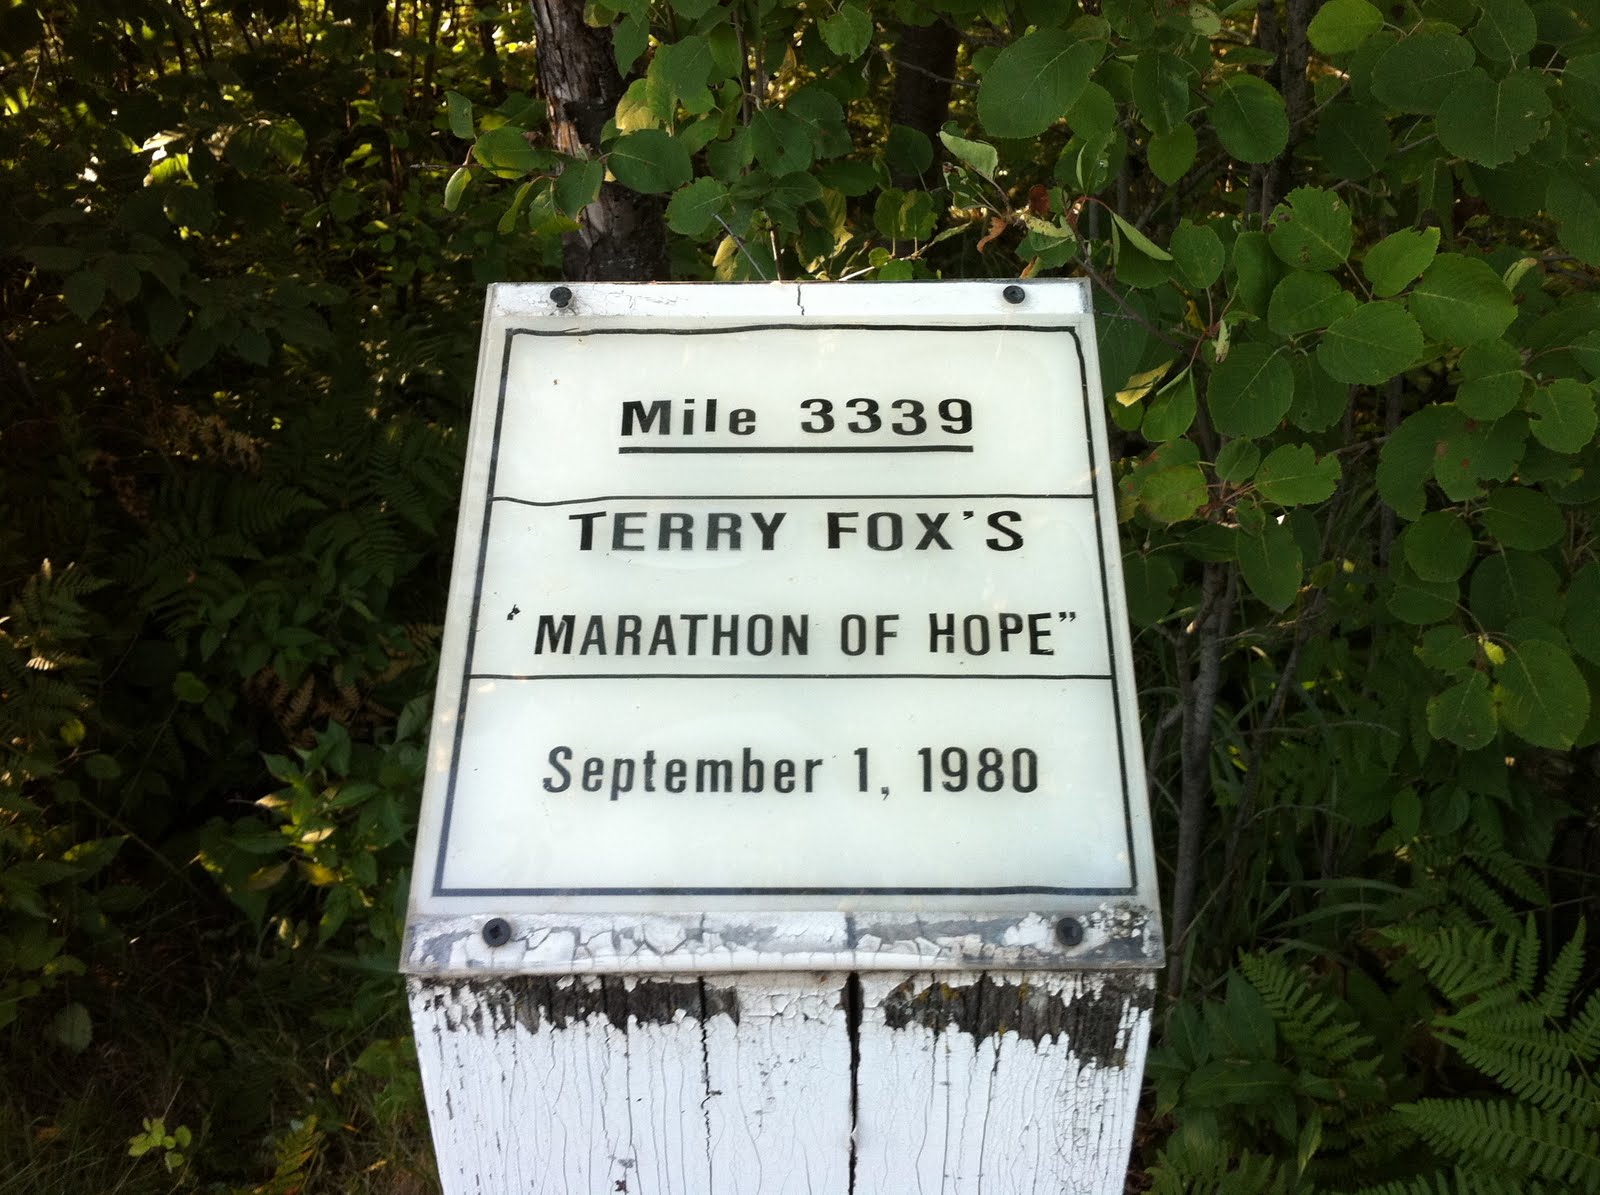 Mile 3339
TERRY FOX'S
"MARATHON OF HOPE"
September 1, 1980